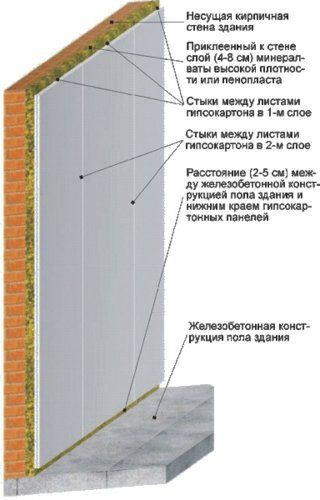 Несущая кирпичная
стена здания
Приклеенный к стене
слой (4-8 см) минерал-
ваты высокой плотнос-
ти или пенопласта
Стыки между листами
гипсокартона в 1-м слое
Стыки между листами
гипсокартона в 2-м слое
Расстояние (2-5 см) меж-
ду железобетонной конст-
рукцией пола здания и
нижним краем гипсокар-
тонных панелей
Железобетонная конст-
рукция пола здания